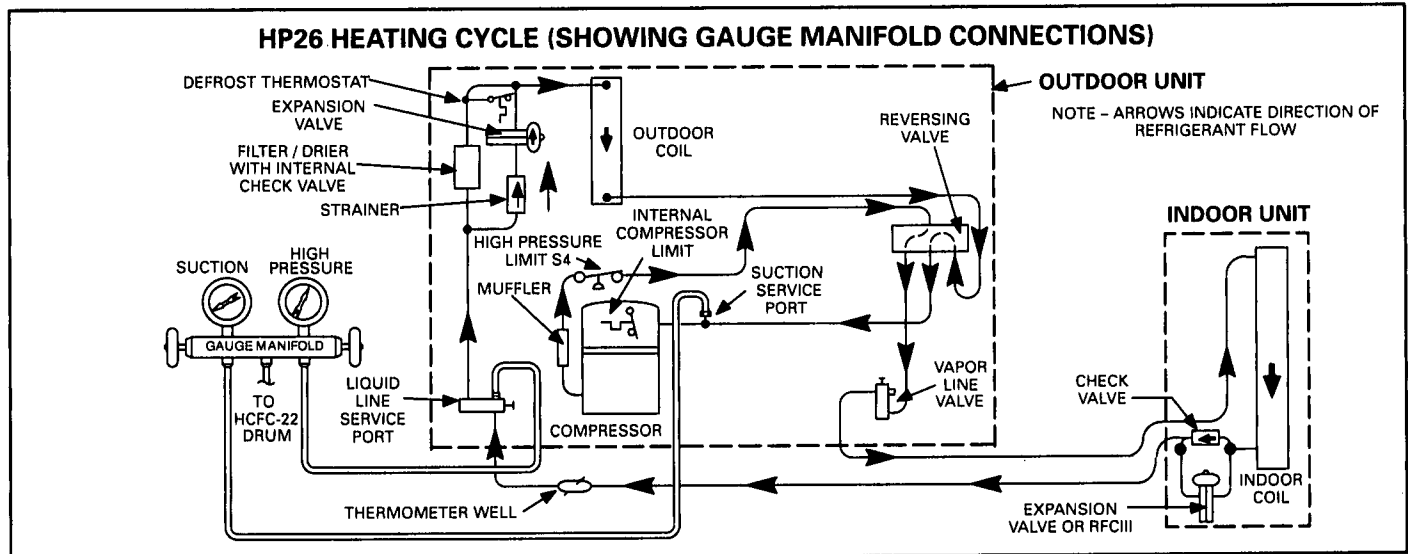 HP26 HEATING CYCLE (SHOWING GAUGE MANIFOLD CONNECTIONS)
DEFROST THERMOSTAT
EXPANSION
VALVE
FILTER / DRIER
WITH INTERNAL
CHECK VALVE
STRAINER
OUTDOOR
COIL
REVERSING
VALVE
OUTDOOR UNIT
NOTE – ARROWS INDICATE DIRECTION OF
REFRIGERANT FLOW
INDOOR UNIT
SUCTION
HIGH
PRESSURE
GAUGE MANIFOLD
TO
HCFC-22
DRUM
HIGH PRESSURE
LIMIT S4
MUFFLER
INTERNAL
COMPRESSOR
LIMIT
SUCTION
SERVICE
PORT
LIQUID
LINE
SERVICE
PORT
COMPRESSOR
VAPOR
LINE
VALVE
CHECK
VALVE
INDOOR
COIL
THERMOMETER WELL
EXPANSION
VALVE OR RFCIII